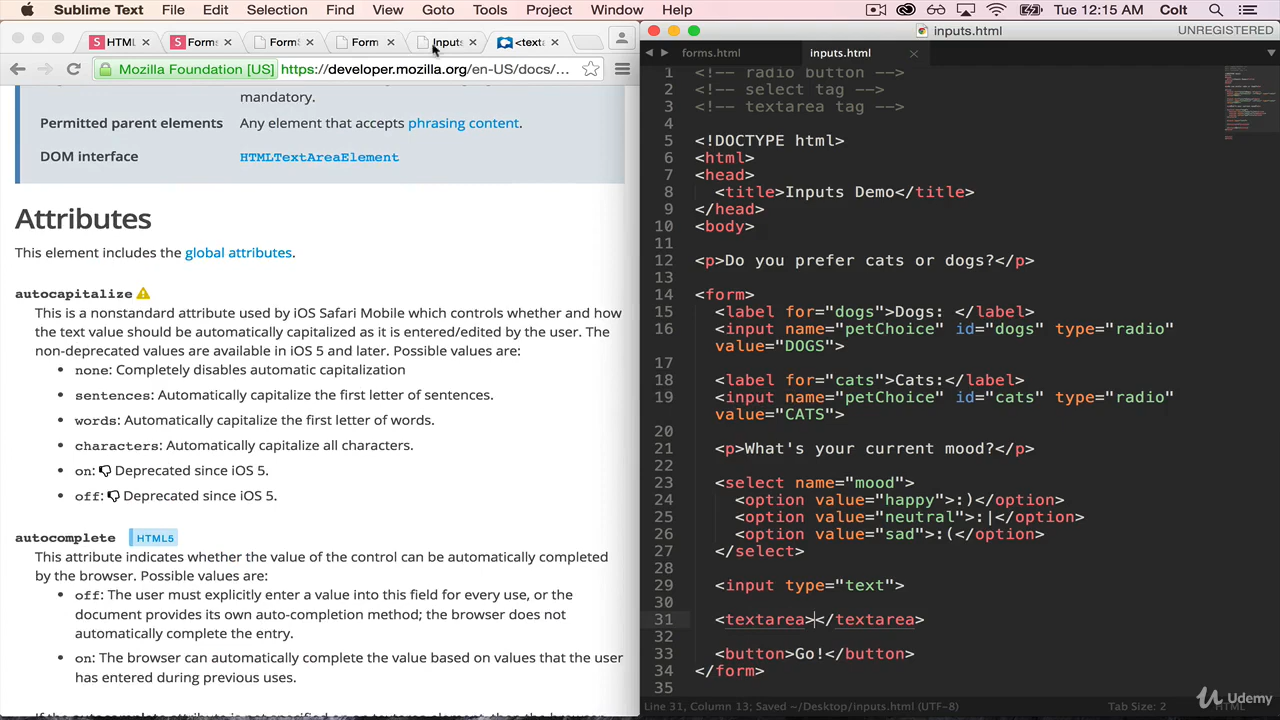 Sublime Text File Edit Selection Find View Goto Tools Project Window Help Tue 12:15 AM Colt
HTML Form: FormS Form Inputs <texta
Mozilla Foundation [US] https://developer.mozilla.org/en-US/docs/...
mandatory.
Permitted parent elements Any element that accepts phrasing content.
DOM interface HTMLTextAreaElement
Attributes
This element includes the global attributes.
autocapitalize
This is a nonstandard attribute used by iOS Safari Mobile which controls whether and how
the text value should be automatically capitalized as it is entered/edited by the user. The
non-deprecated values are available in iOS 5 and later. Possible values are:
• none: Completely disables automatic capitalization
• sentences: Automatically capitalize the first letter of sentences.
• words: Automatically capitalize the first letter of words.
• characters: Automatically capitalize all characters.
• on: Deprecated since iOS 5.
• off: Deprecated since iOS 5.
autocomplete HTML5
This attribute indicates whether the value of the control can be automatically completed
by the browser. Possible values are:
• off: The user must explicitly enter a value into this field for every use, or the
document provides its own auto-completion method; the browser does not
automatically complete the entry.
• on: The browser can automatically complete the value based on values that the user
has entered during previous uses.
inputs.html UNREGISTERED
forms.html inputs.html
1 <!-- radio button -->
2 <!-- select tag -->
3 <!-- textarea tag -->
4
5 <!DOCTYPE html>
6 <html>
7 <head>
8 <title>Inputs Demo</title>
9 </head>
10 <body>
11
12 <p>Do you prefer cats or dogs?</p>
13
14 <form>
15 <label for="dogs">Dogs: </label>
16 <input name="petChoice" id="dogs" type="radio"
value="DOGS">
17
18 <label for="cats">Cats:</label>
19 <input name="petChoice" id="cats" type="radio"
value="CATS">
20
21 <p>What's your current mood?</p>
22
23 <select name="mood">
24 <option value="happy">:)</option>
25 <option value="neutral">:|</option>
26 <option value="sad">:(</option>
27 </select>
28
29 <input type="text">
30
31 <textarea></textarea>
32
33 <button>Go!</button>
34 </form>
35
Line 31, Column 13; Saved ~/Desktop/inputs.html (UTF-8) Tab Size: 2 HTML
Udemy